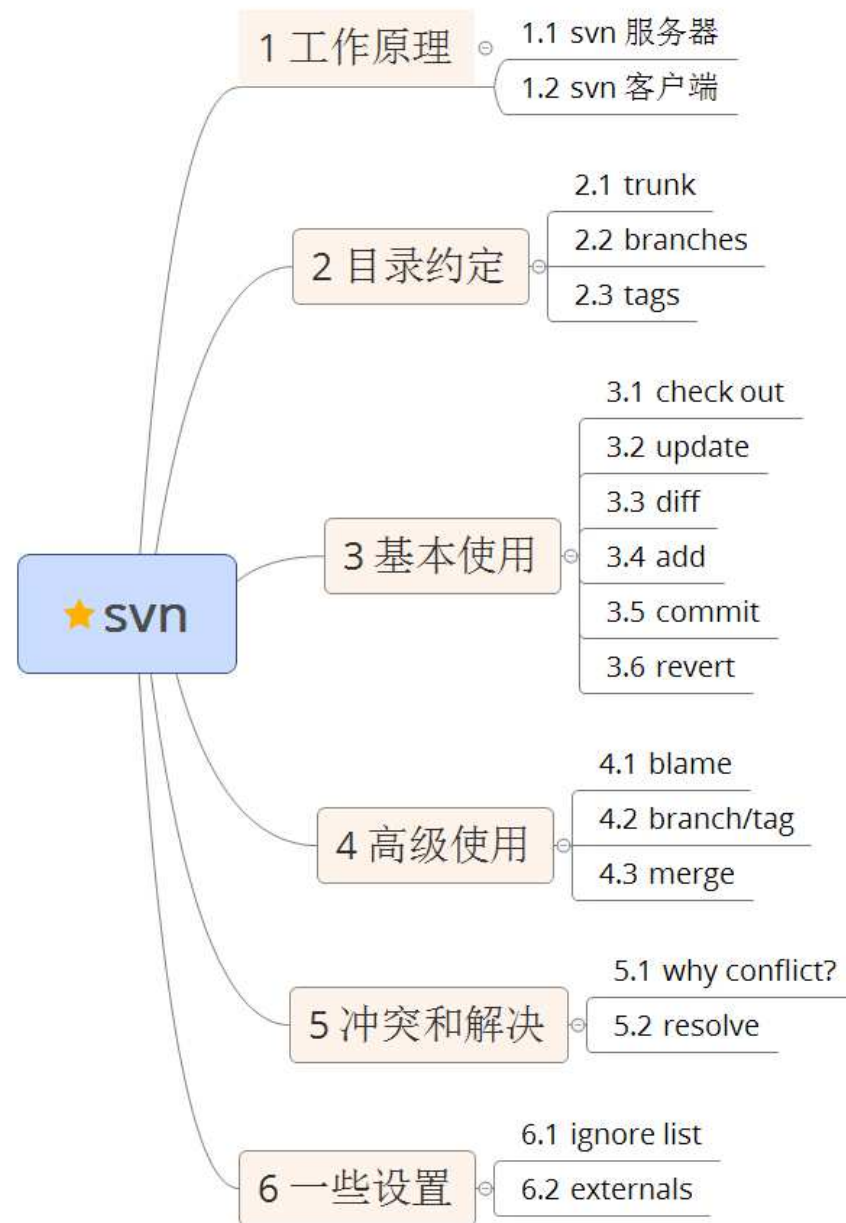 svn
1 工作原理
1.1 svn 服务器
1.2 svn 客户端
2 目录约定
2.1 trunk
2.2 branches
2.3 tags
3 基本使用
3.1 check out
3.2 update
3.3 diff
3.4 add
3.5 commit
3.6 revert
4 高级使用
4.1 blame
4.2 branch/tag
4.3 merge
5 冲突和解决
5.1 why conflict?
5.2 resolve
6 一些设置
6.1 ignore list
6.2 externals